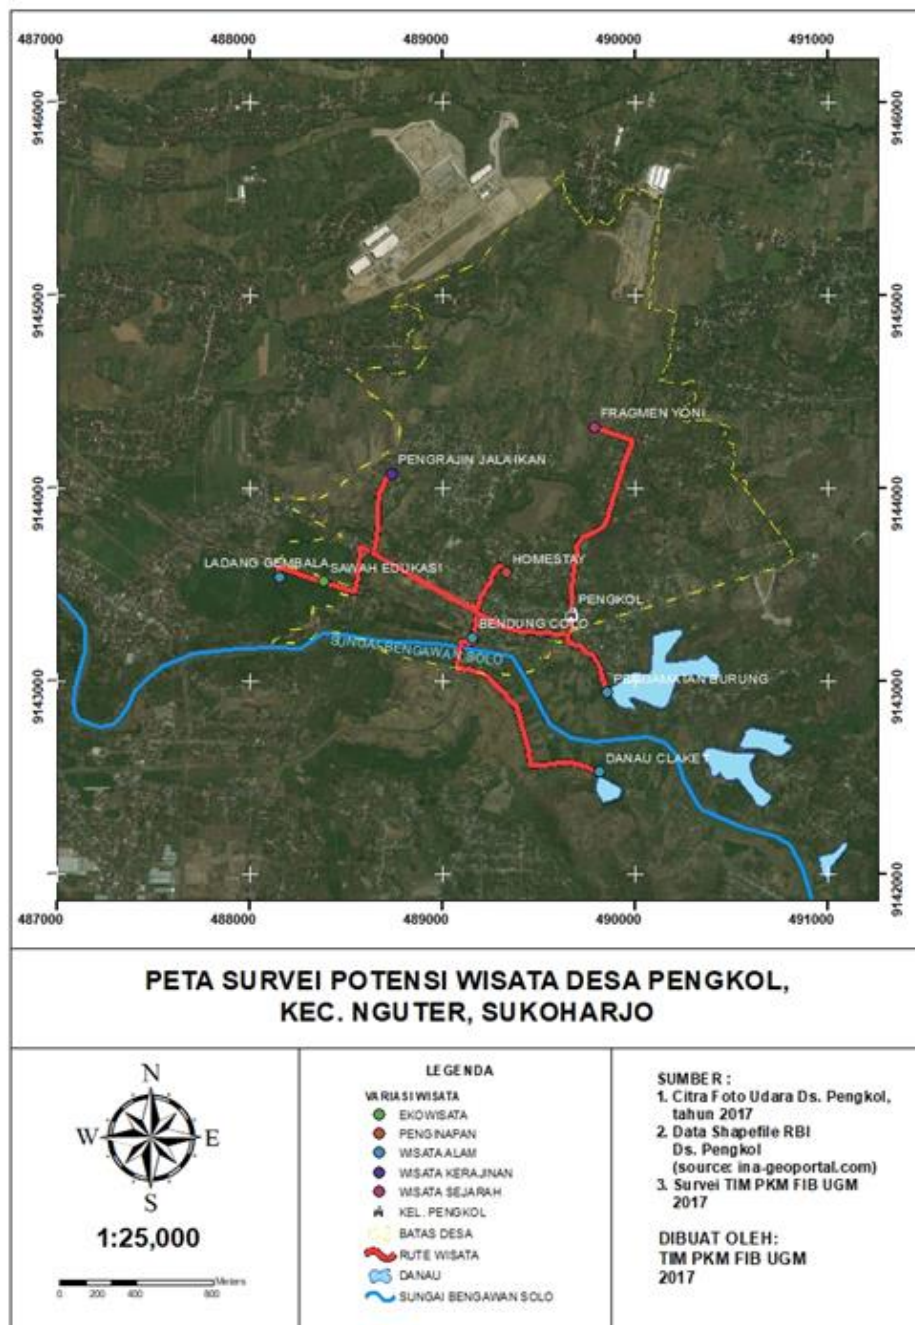 487000 488000 489000 490000 491000
9146000 9146000
9145000 9145000
FRAGMEN YONI
PENGRAJIN JALA IKAN
9144000 9144000
LADANG GEMBALA SAWAH EDUKASI HOMESTAY
PENGKOL
BENDUNG COLO
SUNGAI BENGAWAN SOLO
9143000 9143000
PENGAMATAN BURUNG
DANAU CLAKET
9142000 9142000
487000 488000 489000 490000 491000
PETA SURVEI POTENSI WISATA DESA PENGKOL,
KEC. NGUTER, SUKOHARJO
N
W E
S
1:25,000
Meters
0 200 400 800
LEGENDA
VARIASI WISATA
EKOWISATA
PENGINAPAN
WISATA ALAM
WISATA KERAJINAN
WISATA SEJARAH
KEL. PENGKOL
BATAS DESA
RUTE WISATA
DANAU
SUNGAI BENGAWAN SOLO
SUMBER :
1. Citra Foto Udara Ds. Pengkol,
tahun 2017
2. Data Shapefile RBI
Ds. Pengkol
(source: ina-geoportal.com)
3. Survei TIM PKM FIB UGM
2017
DIBUAT OLEH:
TIM PKM FIB UGM
2017